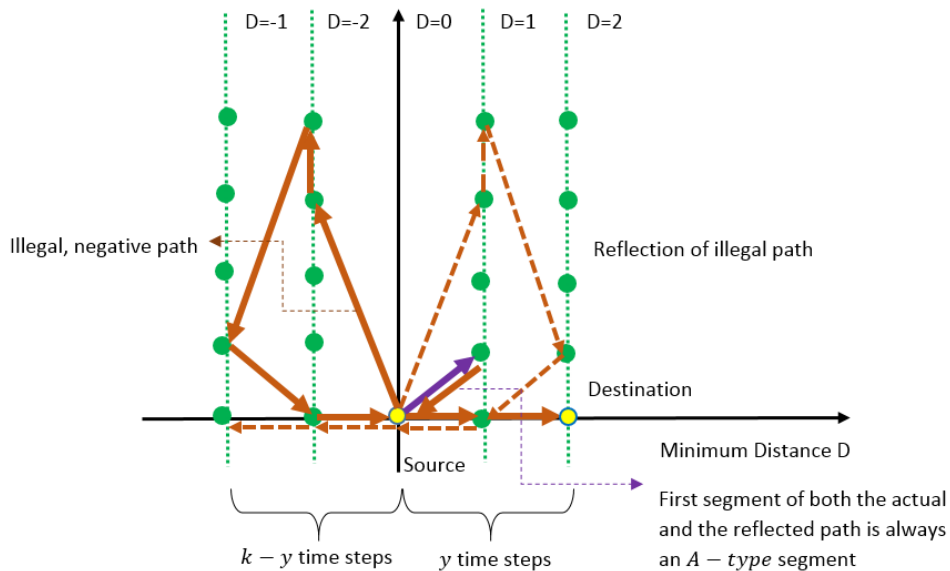 D=-1 D=-2 D=0 D=1 D=2
Illegal, negative path
Reflection of illegal path
Destination
Minimum Distance D
Source
First segment of both the actual
and the reflected path is always
an A − type segment
k − y time steps
y time steps